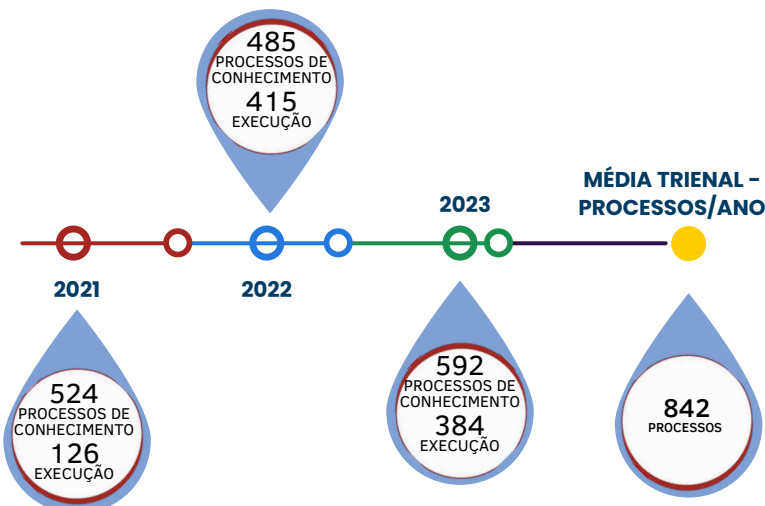 485
PROCESSOS DE
CONHECIMENTO
415
EXECUÇÃO
MÉDIA TRIENAL -
PROCESSOS/ANO
2023
2021
2022
524
PROCESSOS DE
CONHECIMENTO
126
EXECUÇÃO
592
PROCESSOS DE
CONHECIMENTO
384
EXECUÇÃO
842
PROCESSOS